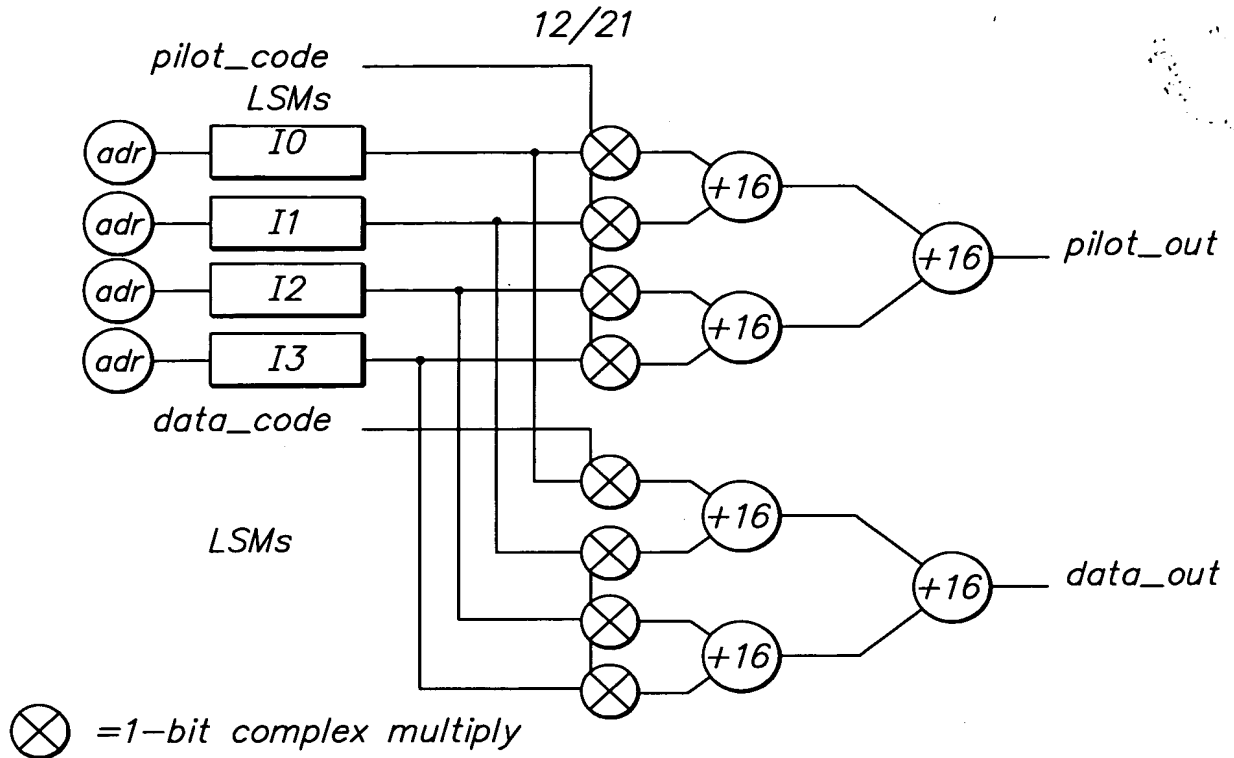 12/21
pilot_code
LSMs
adr I0
adr I1
adr I2
adr I3
+16
+16
+16
pilot_out
data_code
LSMs
+16
+16
+16
data_out
=1-bit complex multiply